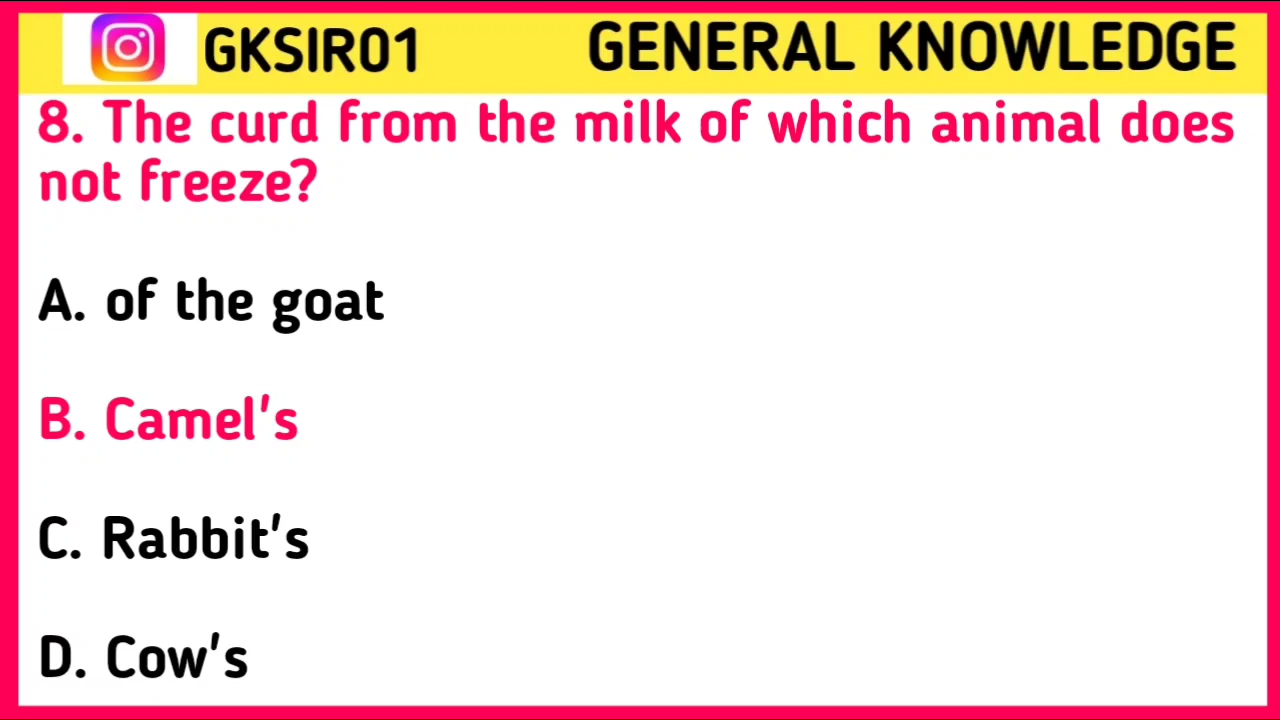 GKSIR01 GENERAL KNOWLEDGE
8. The curd from the milk of which animal does
not freeze?
A. of the goat
B. Camel's
C. Rabbit's
D. Cow's